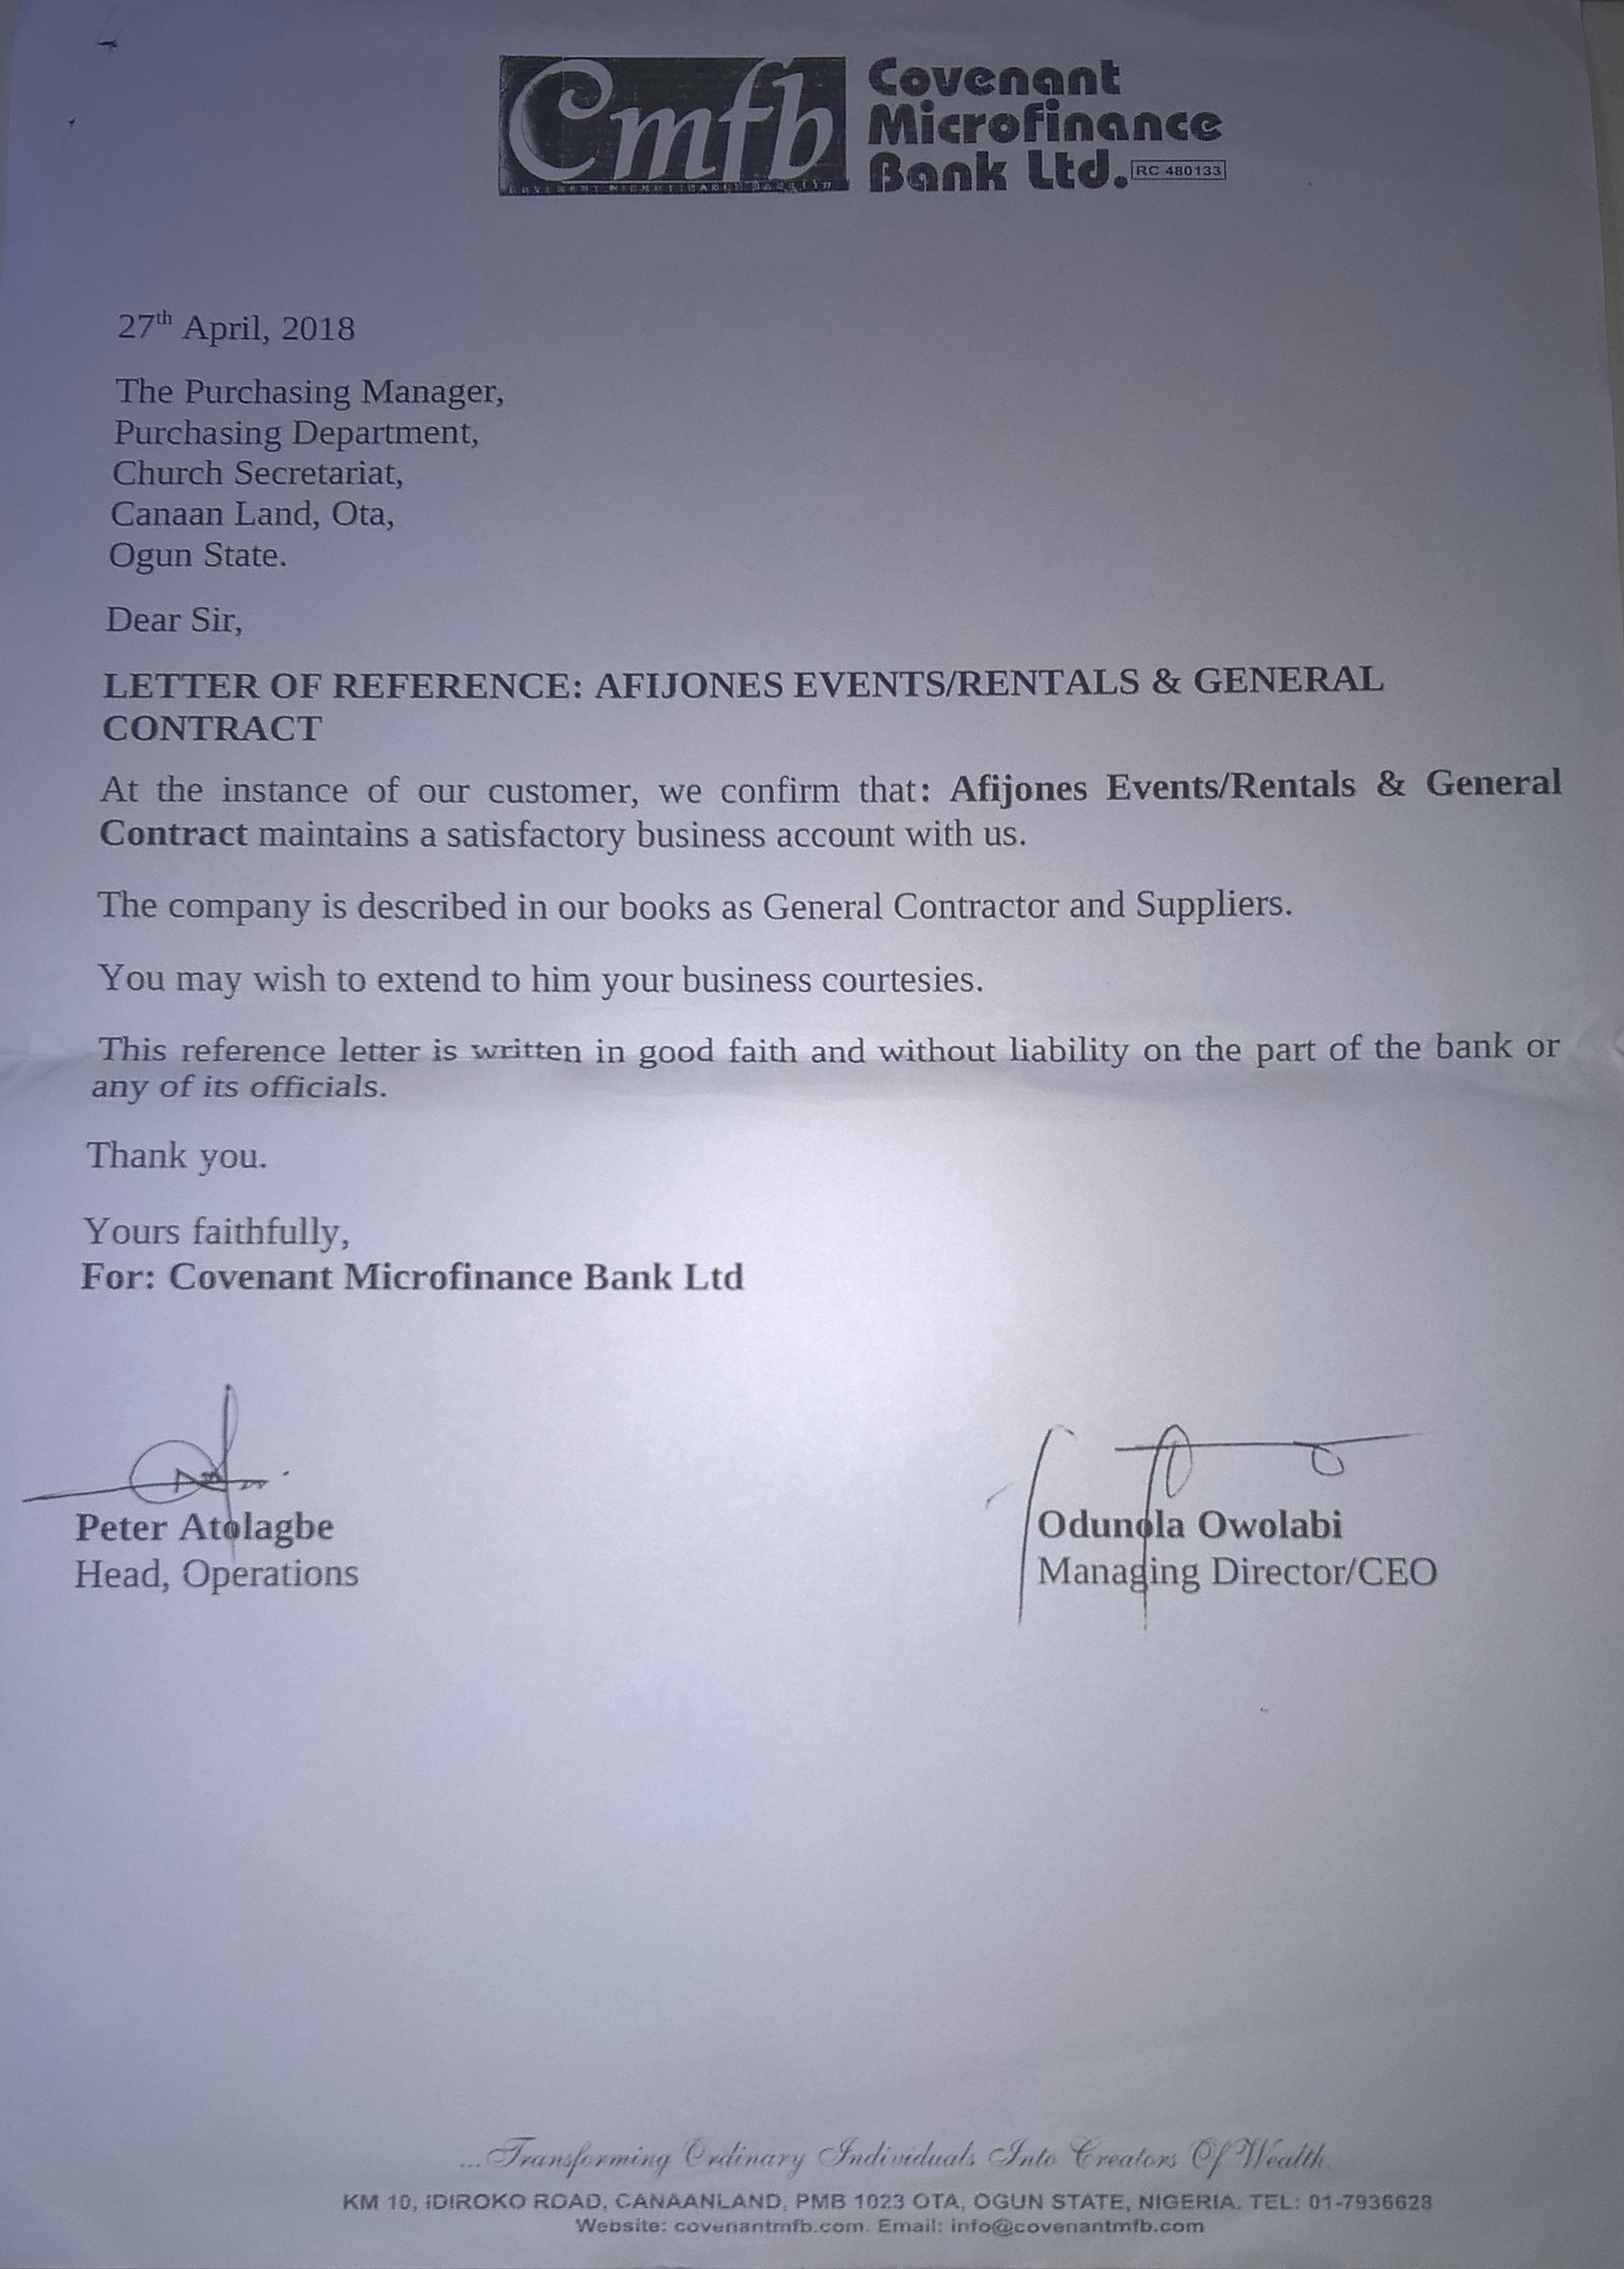 Cmfb
COVENANT MICROFINANCE BANK LTD
Covenant
Microfinance
Bank Ltd. RC 480133
27th April, 2018
The Purchasing Manager,
Purchasing Department,
Church Secretariat,
Canaan Land, Ota,
Ogun State.
Dear Sir,
LETTER OF REFERENCE: AFIJONES EVENTS/RENTALS & GENERAL
CONTRACT
At the instance of our customer, we confirm that: Afijones Events/Rentals & General
Contract maintains a satisfactory business account with us.
The company is described in our books as General Contractor and Suppliers.
You may wish to extend to him your business courtesies.
This reference letter is written in good faith and without liability on the part of the bank or
any of its officials.
Thank you.
Yours faithfully,
For: Covenant Microfinance Bank Ltd
Peter Atolagbe
Head, Operations
Odunola Owolabi
Managing Director/CEO
...Transforming Ordinary Individuals Into Creators Of Wealth
KM 10, IDIROKO ROAD, CANAANLAND, PMB 1023 OTA, OGUN STATE, NIGERIA. TEL: 01-7936628
Website: covenantmfb.com. Email: info@covenantmfb.com